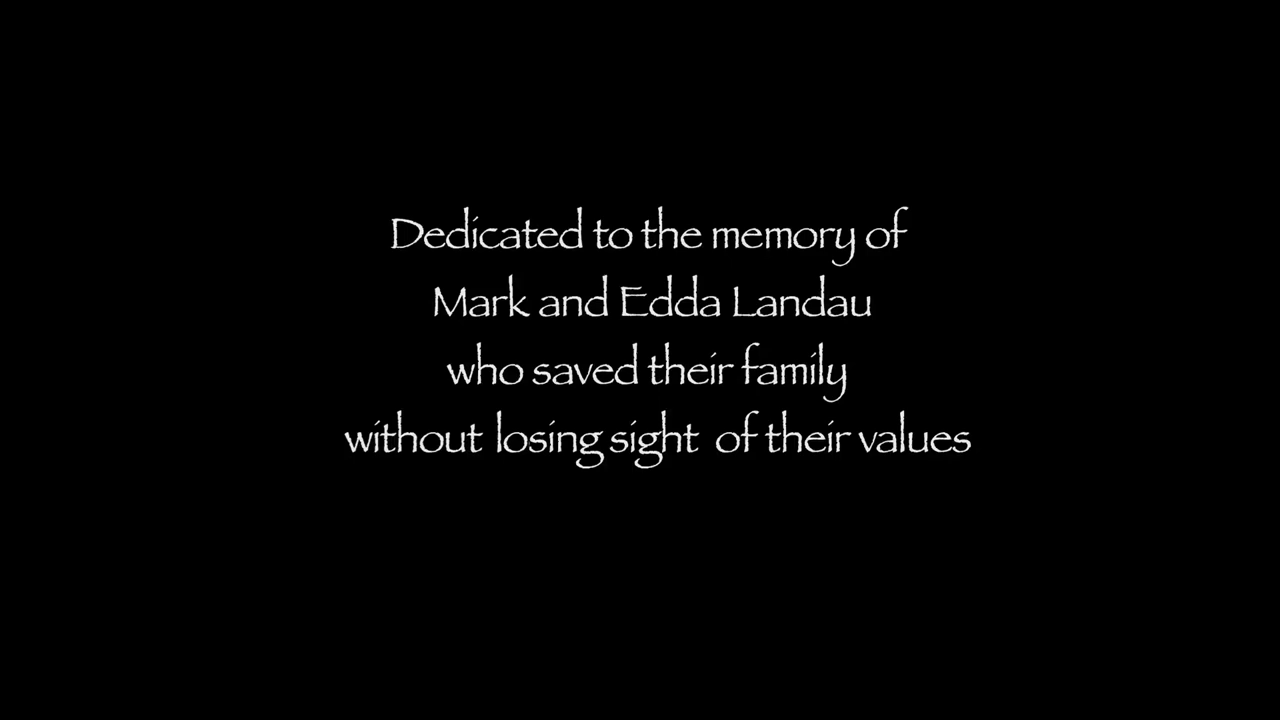 Dedicated to the memory of
Mark and Edda Landau
who saved their family
without losing sight of their values